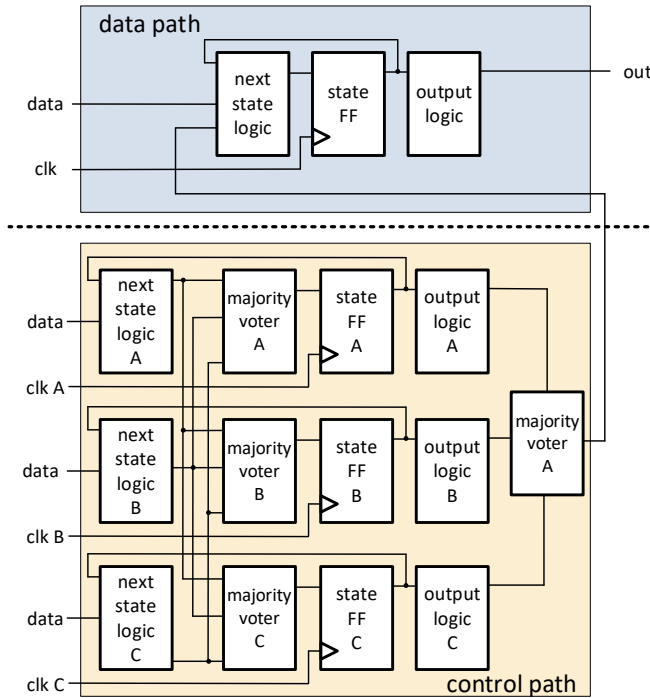 data path
next
state
logic
state
FF
output
logic
data
clk
out
next
state
logic
A
majority
voter
A
state
FF
A
output
logic
A
data
clk A
next
state
logic
B
majority
voter
B
state
FF
B
output
logic
B
majority
voter
A
data
clk B
next
state
logic
C
majority
voter
C
state
FF
C
output
logic
C
data
clk C
control path